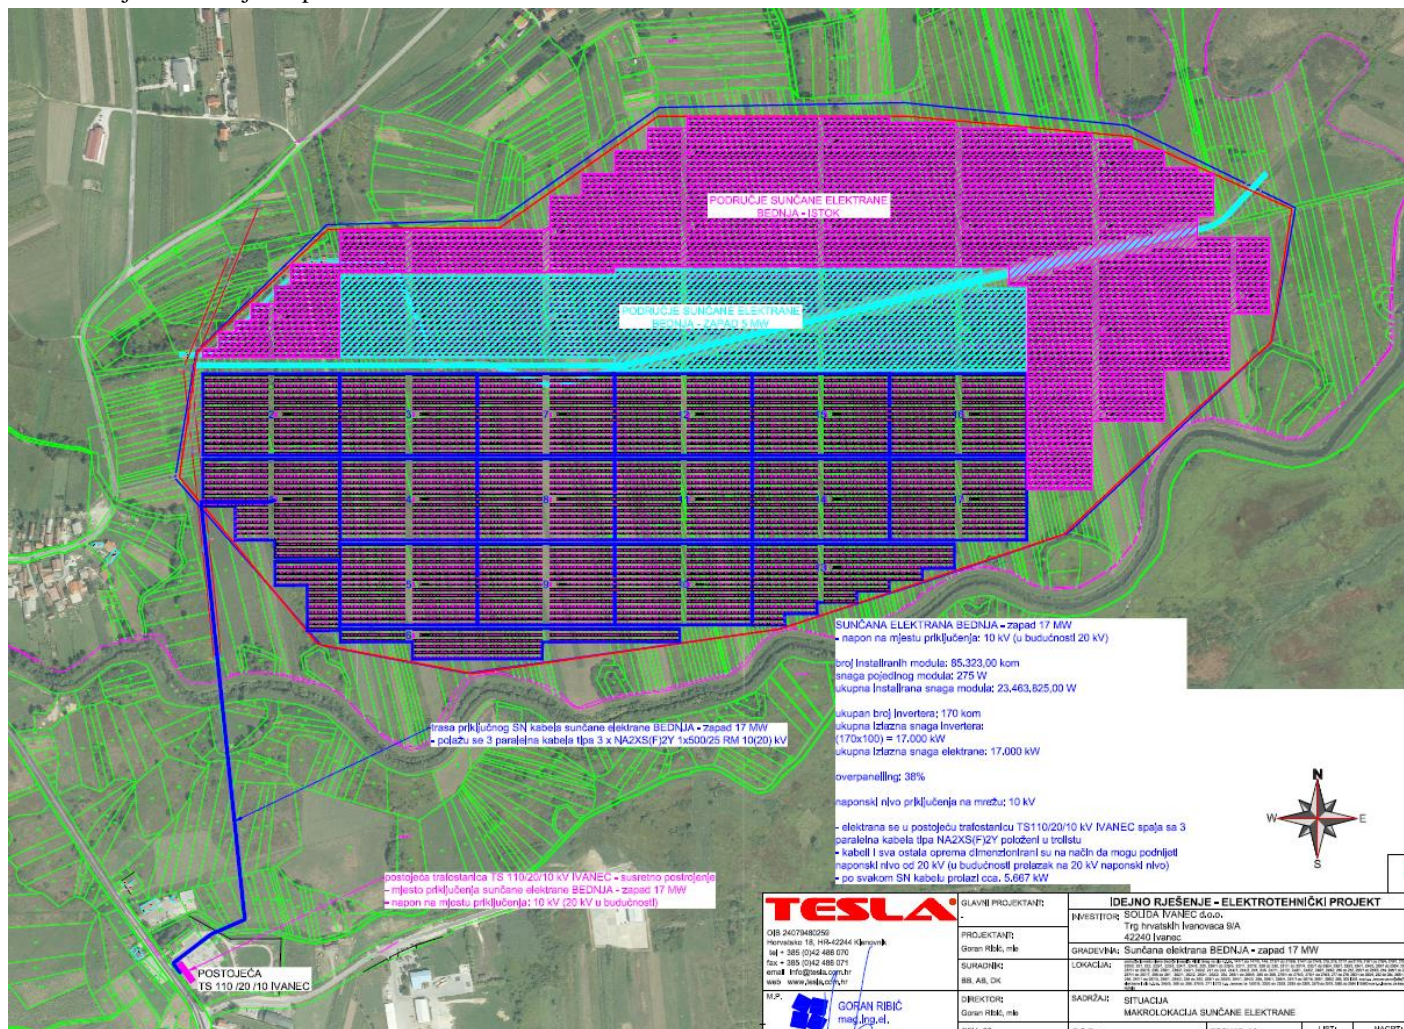 PODRUČJE SUNČANE ELEKTRANE
BEDNJA - ISTOK
PODRUČJE SUNČANE ELEKTRANE
BEDNJA - ZAPAD 5 MW
SUNČANA ELEKTRANA BEDNJA - zapad 17 MW
- napon na mjestu priključenja: 10 kV (u budućnosti 20 kV)
broj instaliranih modula: 85.323,00 kom
snaga pojedinog modula: 275 W
ukupna instalirana snaga modula: 23,463,825,00 W
ukupan broj invertera: 170 kom
ukupna izlazna snaga invertera:
(170x100) = 17.000 kW
ukupna izlazna snaga elektrane: 17.000 kW
overpanelling: 38%
naponski nivo priključenja na mrežu: 10 kV
- elektrana se u postojeću trafostanicu TS110/20/10 kV IVANEC spaja sa 3
paralelna kabela tipa NA2XS(F)2Y položeni u trolistu
- kabeli i sva ostala oprema dimenzionirani su na način da mogu podnijeti
naponski nivo od 20 kV (u budućnosti prelazak na 20 kV naponski nivo)
- po svakom SN kabelu prolazi cca. 5.667 kW
trasa priključnog SN kabela sunčane elektrane BEDNJA - zapad 17 MW
- polažu se 3 paralelna kabela tipa 3 x NA2XS(F)2Y 1x500/25 RM 10(20) kV
postojeća trafostanica TS 110/20/10 kV IVANEC - susretno postrojenje
- mjesto priključenja sunčane elektrane BEDNJA - zapad 17 MW
- napon na mjestu priključenja: 10 kV (20 kV u budućnosti)
POSTOJEĆA
TS 110 /20 /10 IVANEC
N
W
E
S
TESLA
OIB 24079480259
Horvatsko 18, HR-42244 Klenovnik
tel + 385 (0)42 486 070
fax + 385 (0)42 486 071
email info@tesla.com.hr
web www.tesla.com.hr
M.P.
GORAN RIBIĆ
mag.ing.el.
GLAVNI PROJEKTANT:
-
PROJEKTANT:
Goran Ribić, mie
SURADNIK:
BB, AB, DK
DIREKTOR:
Goran Ribić, mie
IDEJNO RJEŠENJE - ELEKTROTEHNIČKI PROJEKT
INVESTITOR: SOLIDA IVANEC d.o.o.
Trg hrvatskih Ivanovaca 9/A
42240 Ivanec
GRAĐEVINA: Sunčana elektrana BEDNJA - zapad 17 MW
LOKACIJA:
SADRŽAJ: SITUACIJA
MAKROLOKACIJA SUNČANE ELEKTRANE